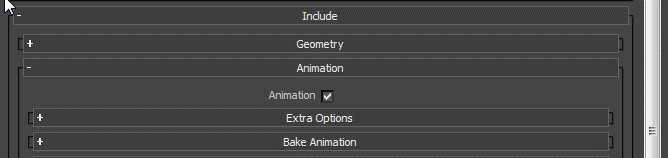 - Include
+ Geometry
- Animation
Animation
+ Extra Options
+ Bake Animation